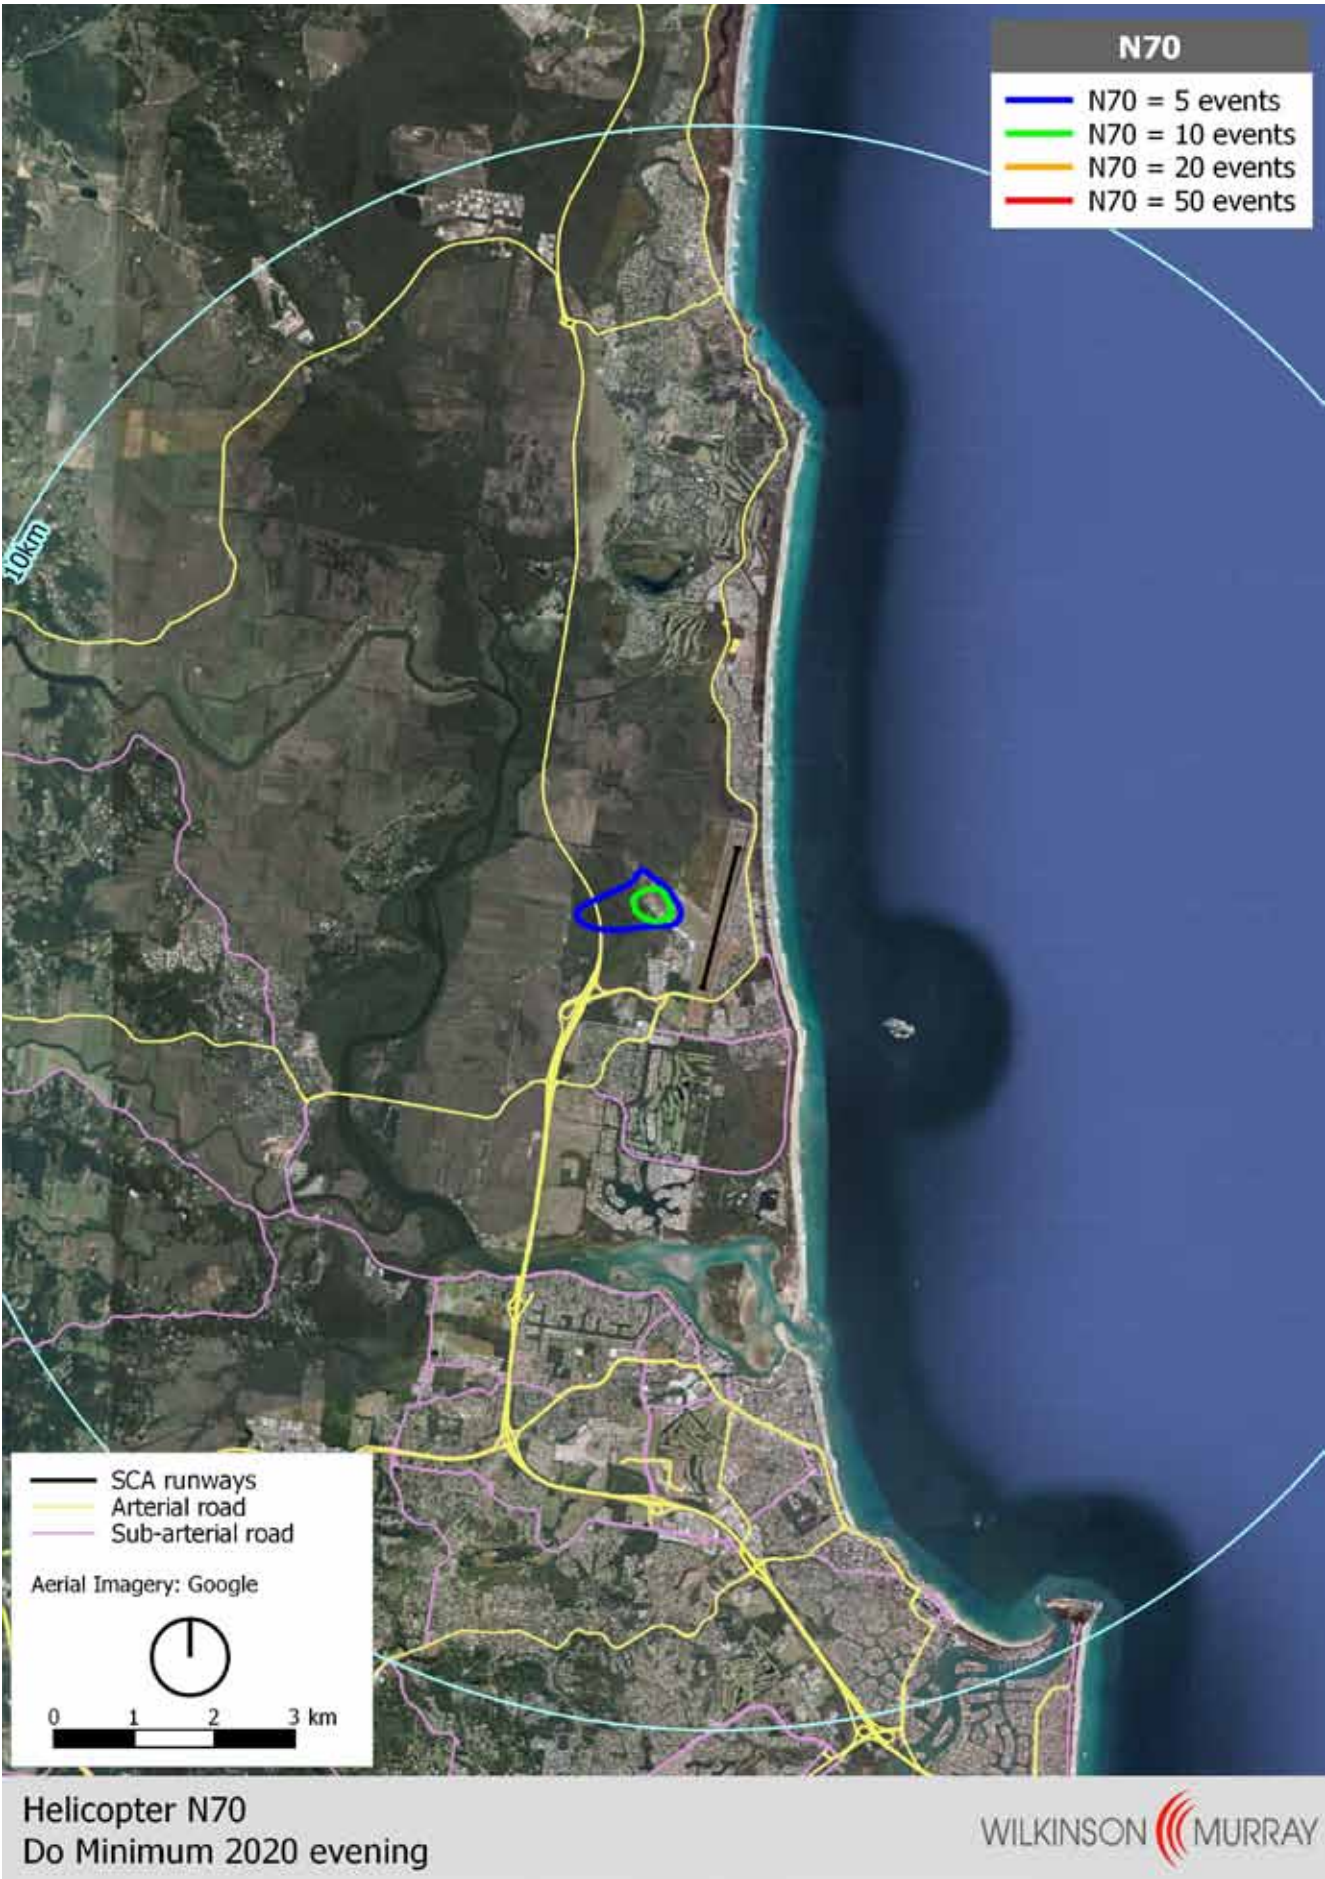 N70
N70 = 5 events
N70 = 10 events
N70 = 20 events
N70 = 50 events
10km
SCA runways
Arterial road
Sub-arterial road
Aerial Imagery: Google
0 1 2 3 km
Helicopter N70
Do Minimum 2020 evening
WILKINSON MURRAY